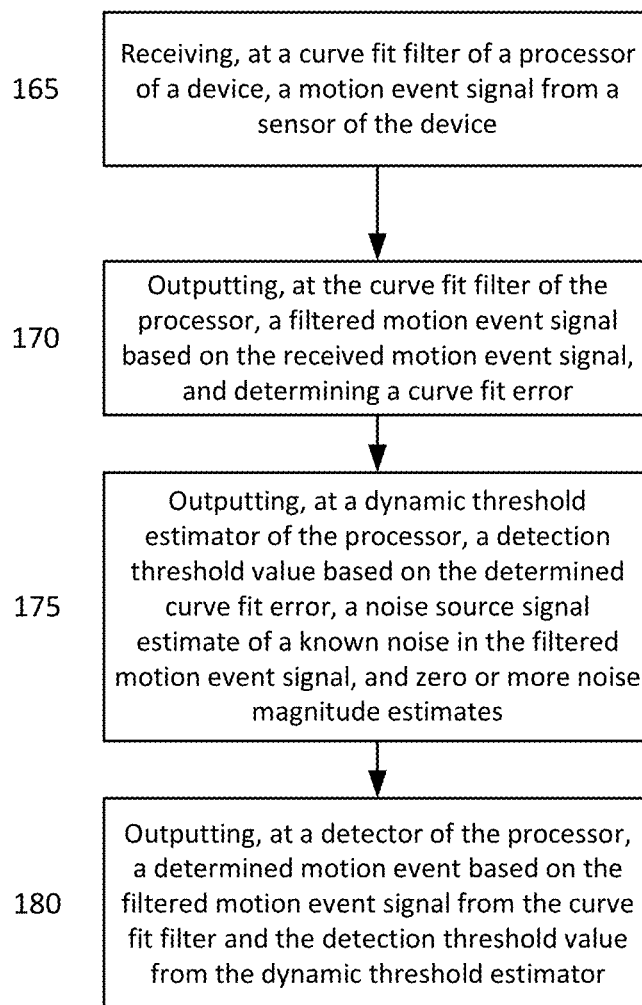 165
Receiving, at a curve fit filter of a processor
of a device, a motion event signal from a
sensor of the device
170
Outputting, at the curve fit filter of the
processor, a filtered motion event signal
based on the received motion event signal,
and determining a curve fit error
175
Outputting, at a dynamic threshold
estimator of the processor, a detection
threshold value based on the determined
curve fit error, a noise source signal
estimate of a known noise in the filtered
motion event signal, and zero or more noise
magnitude estimates
180
Outputting, at a detector of the processor,
a determined motion event based on the
filtered motion event signal from the curve
fit filter and the detection threshold value
from the dynamic threshold estimator